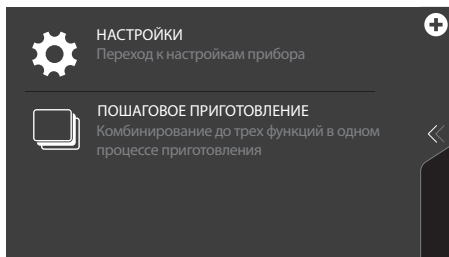 НАСТРОЙКИ
Переход к настройкам прибора
ПОШАГОВОЕ ПРИГОТОВЛЕНИЕ
Комбинирование до трех функций в одном
процессе приготовления